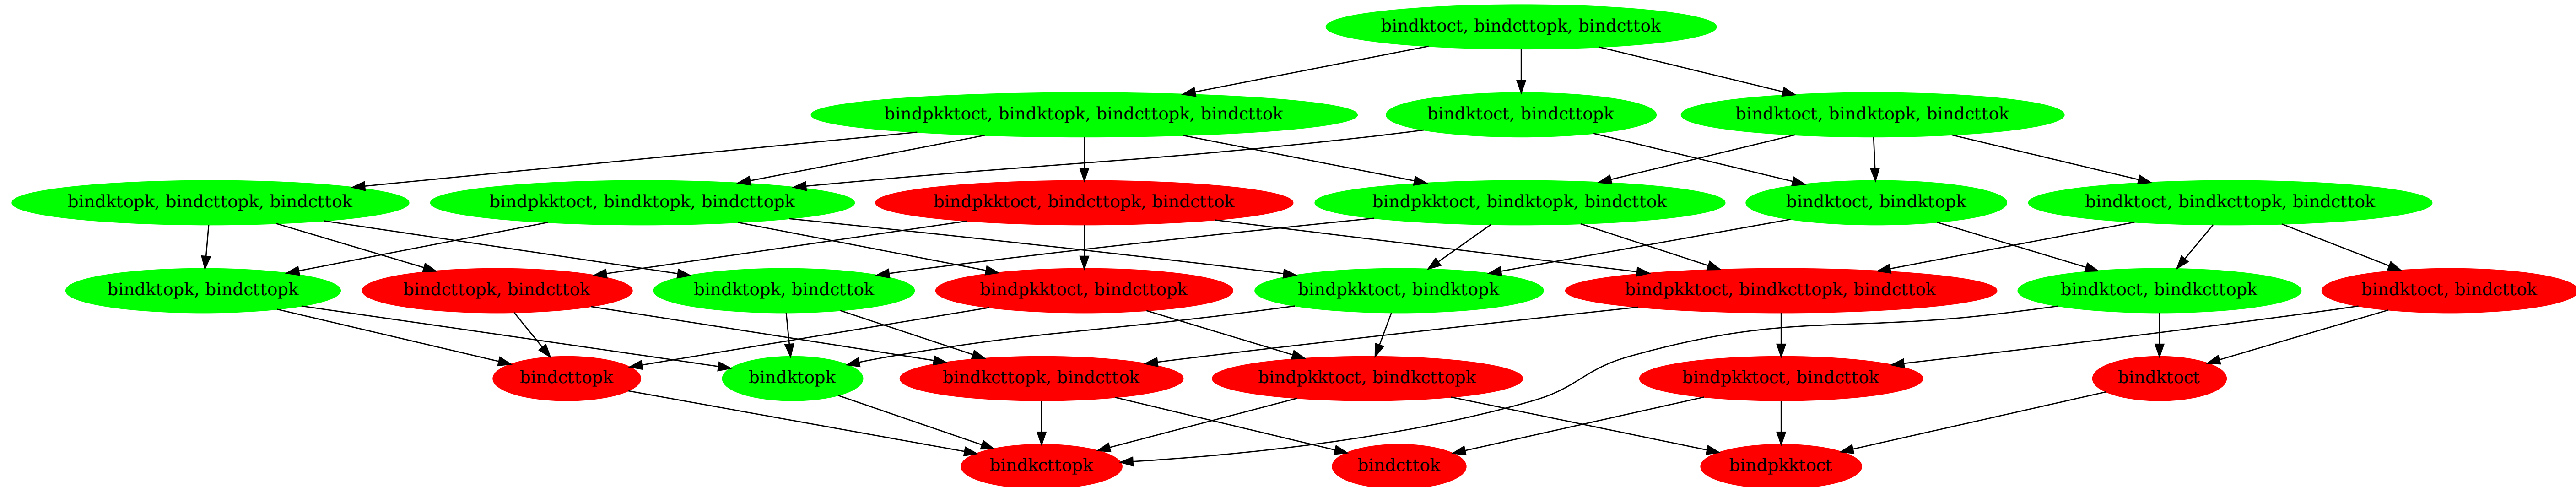 bindktoct, bindcttopk, bindcttok
bindpkktoct, bindktopk, bindcttopk, bindcttok
bindktoct, bindcttopk
bindktoct, bindktopk, bindcttok
bindktopk, bindcttopk, bindcttok
bindpkktoct, bindktopk, bindcttopk
bindpkktoct, bindcttopk, bindcttok
bindpkktoct, bindktopk, bindcttok
bindktoct, bindktopk
bindktoct, bindkcttopk, bindcttok
bindktopk, bindcttopk
bindcttopk, bindcttok
bindktopk, bindcttok
bindpkktoct, bindcttopk
bindpkktoct, bindktopk
bindpkktoct, bindkcttopk, bindcttok
bindktoct, bindkcttopk
bindktoct, bindcttok
bindcttopk
bindktopk
bindkcttopk, bindcttok
bindpkktoct, bindkcttopk
bindpkktoct, bindcttok
bindktoct
bindkcttopk
bindcttok
bindpkktoct